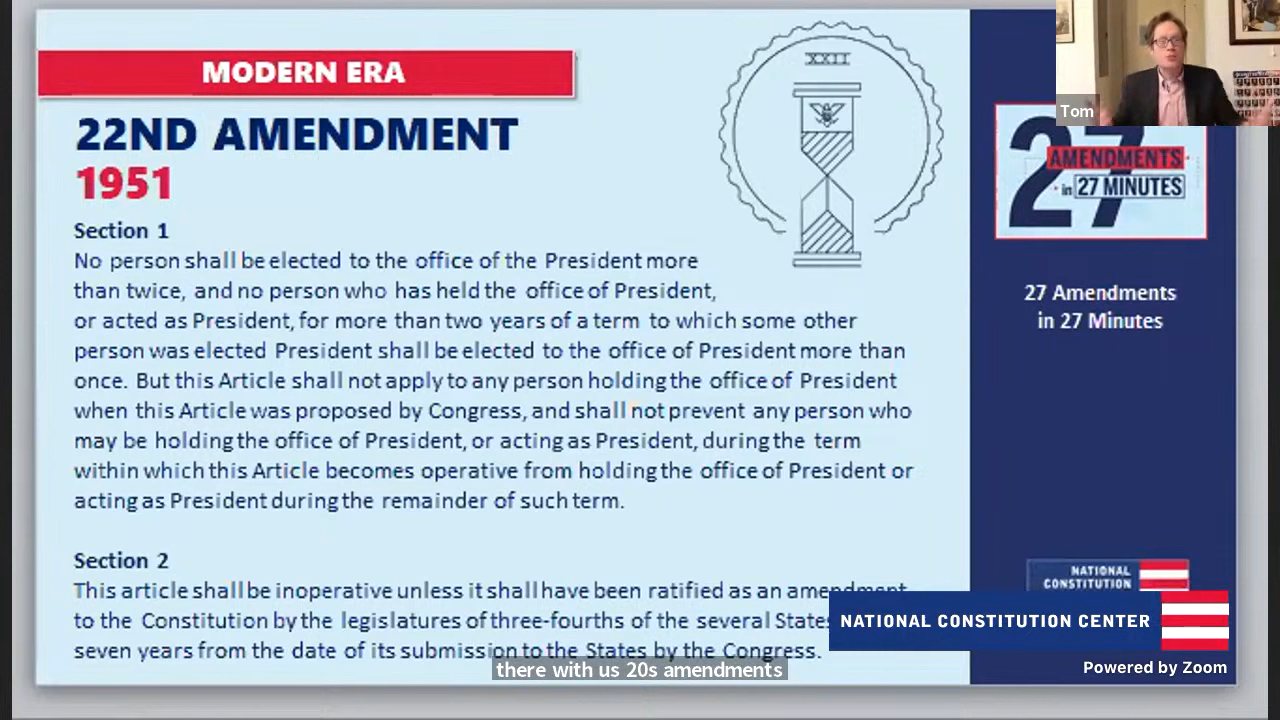 MODERN ERA
XXII
22ND AMENDMENT
1951
Section 1
No person shall be elected to the office of the President more
than twice, and no person who has held the office of President,
or acted as President, for more than two years of a term to which some other
person was elected President shall be elected to the office of President more than
once. But this Article shall not apply to any person holding the office of President
when this Article was proposed by Congress, and shall not prevent any person who
may be holding the office of President, or acting as President, during the term
within which this Article becomes operative from holding the office of President or
acting as President during the remainder of such term.
Section 2
This article shall be inoperative unless it shall have been ratified as an amendment
to the Constitution by the legislatures of three-fourths of the several States
seven years from the date of its submission to the States by the Congress.
there with us 20s amendments
Tom
27
AMENDMENTS
in 27 MINUTES
27 Amendments
in 27 Minutes
NATIONAL
CONSTITUTION
NATIONAL CONSTITUTION CENTER
Powered by Zoom